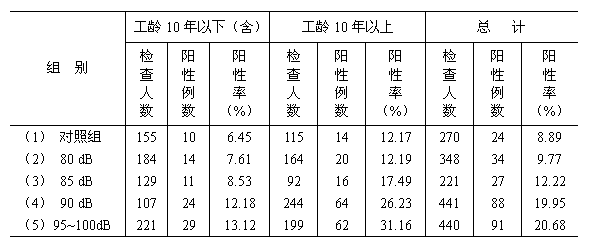 组 别 工龄 10 年以下（含） 工龄 10 年以上 总 计
检查人数 阳性例数 阳性率(%) 检查人数 阳性例数 阳性率(%) 检查人数 阳性例数 阳性率(%)
（1） 对照组 155 10 6.45 115 14 12.17 270 24 8.89
（2） 80 dB 184 14 7.61 164 20 12.19 348 34 9.77
（3） 85 dB 129 11 8.53 92 16 17.49 221 27 12.22
（4） 90 dB 107 24 12.18 244 64 26.23 441 88 19.95
（5）95~100dB 221 29 13.12 199 62 31.16 440 91 20.68